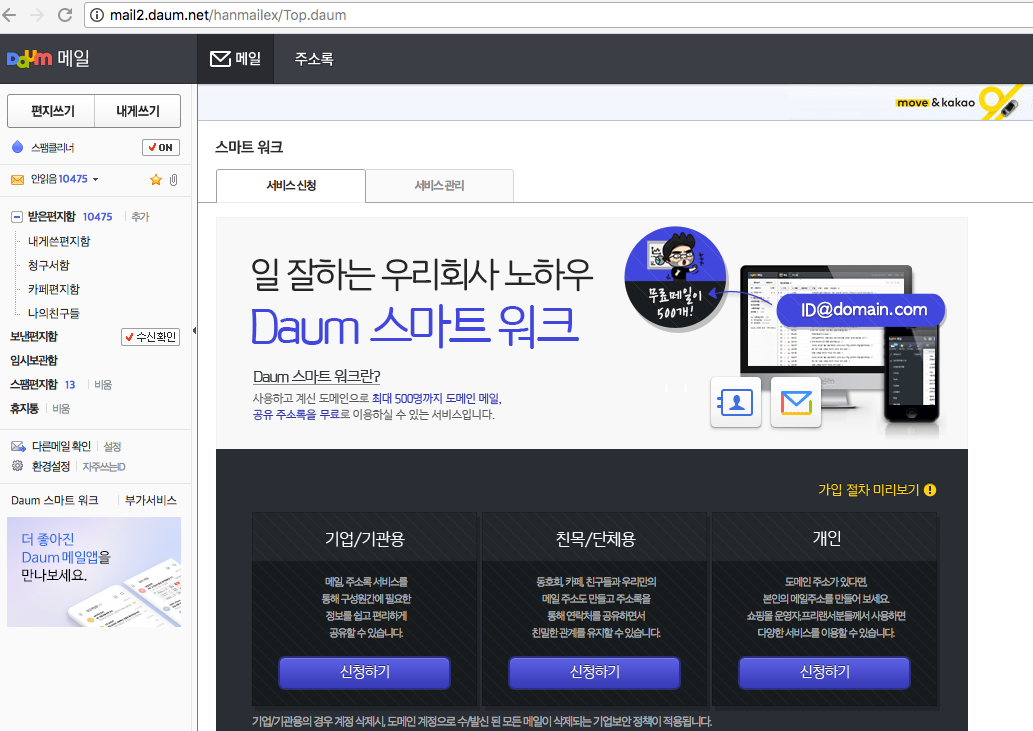 mail2.daum.net/hanmailex/Top.daum
Daum 메일
메일
주소록
편지쓰기
내게쓰기
스팸클리너
ON
안읽음 10475
받은편지함 10475 추가
내게쓴편지함
청구서함
카페편지함
나의친구들
보낸편지함 수신확인
임시보관함
스팸편지함 13 비움
휴지통 비움
다른메일 확인 설정
환경설정 자주쓰는ID
Daum 스마트 워크 부가서비스
더 좋아진
Daum 메일앱을
만나보세요.
move & kakao
스마트 워크
서비스 신청
서비스 관리
일 잘하는 우리회사 노하우
Daum 스마트 워크
Daum 스마트 워크란?
사용하고 계신 도메인으로 최대 500명까지 도메인 메일,
공유 주소록을 무료로 이용하실 수 있는 서비스입니다.
무료메일이
500개!
ID@domain.com
가입 절차 미리보기
기업/기관용
메일, 주소록 서비스를
통해 구성원간에 필요한
정보를 쉽고 편리하게
공유할 수 있습니다.
신청하기
친목/단체용
동호회, 카페, 친구들과 우리만의
메일 주소도 만들고 주소록을
통해 연락처를 공유하면서
친밀한 관계를 유지할 수 있습니다.
신청하기
개인
도메인 주소가 있다면,
본인의 메일주소를 만들어 보세요.
쇼핑몰 운영자,프리랜서분들께서 사용하면
다양한 서비스를 이용할 수 있습니다.
신청하기
기업/기관용의 경우 계정 삭제시, 도메인 계정으로 수/발신 된 모든 메일이 삭제되는 기업보안 정책이 적용됩니다.